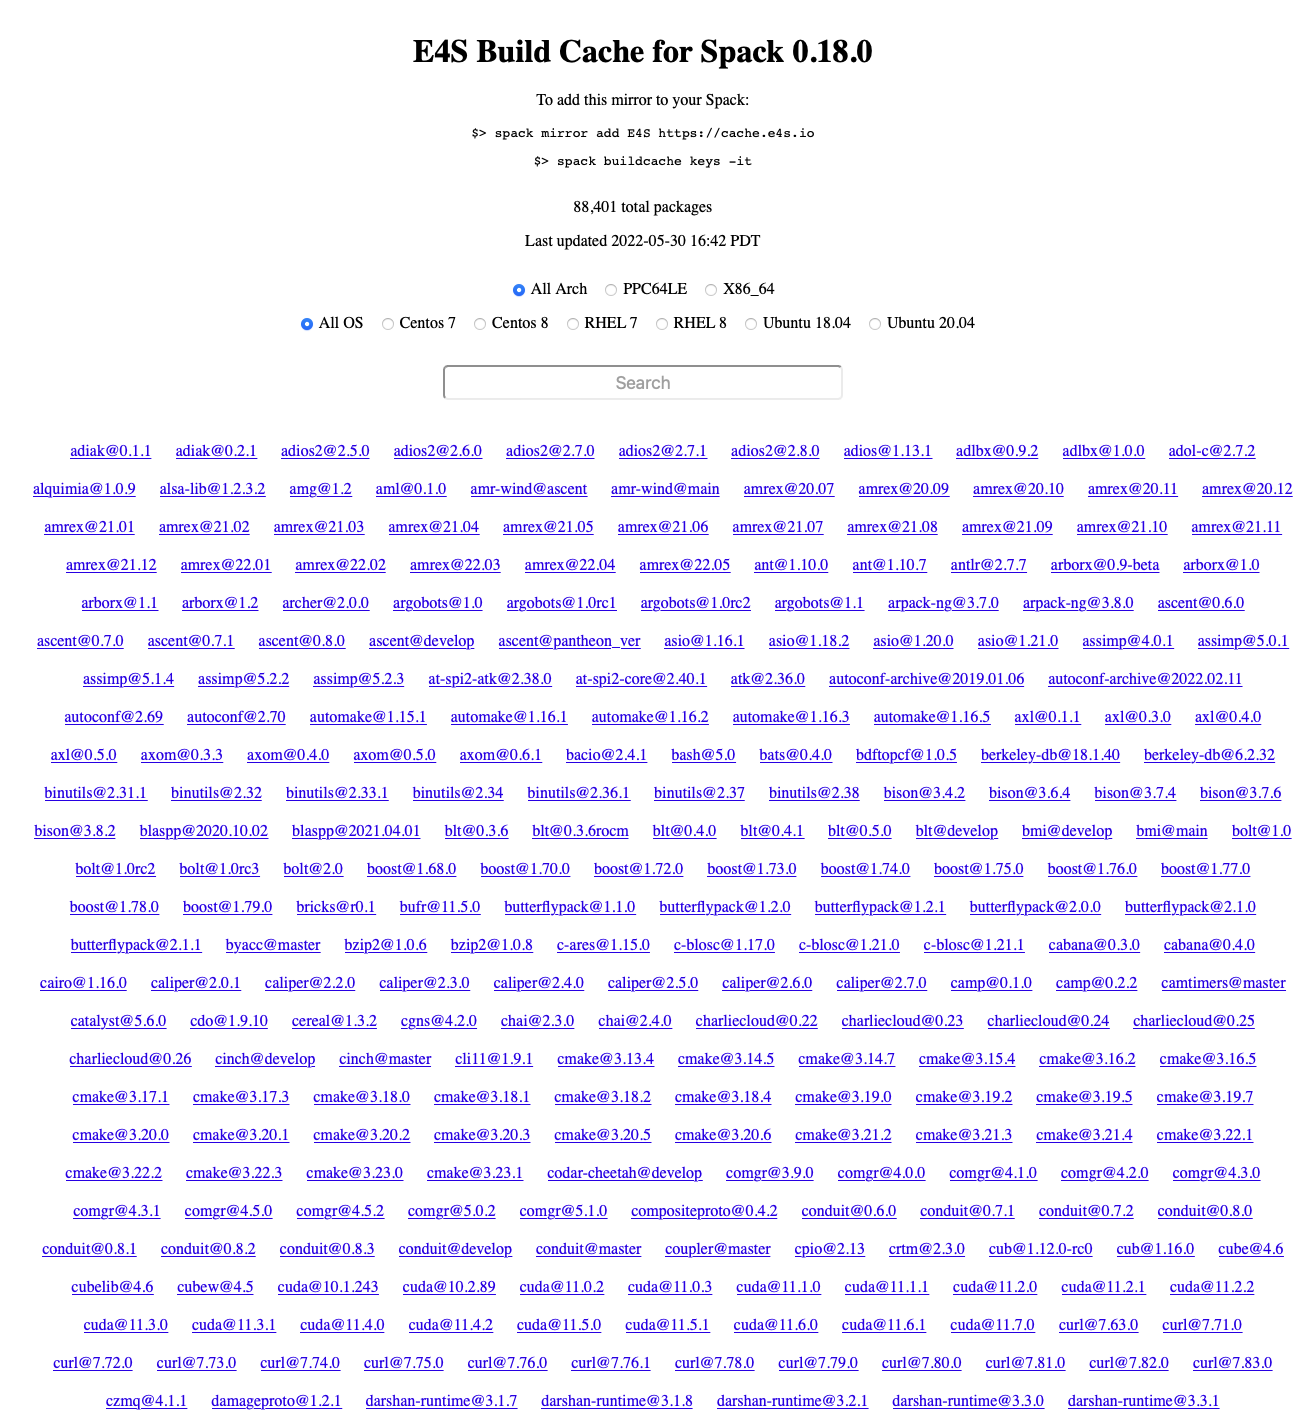 E4S Build Cache for Spack 0.18.0
To add this mirror to your Spack:
$> spack mirror add E4S https://cache.e4s.io
$> spack buildcache keys -it
88,401 total packages
Last updated 2022-05-30 16:42 PDT
All Arch PPC64LE X86_64
All OS Centos 7 Centos 8 RHEL 7 RHEL 8 Ubuntu 18.04 Ubuntu 20.04
Search
adiak@0.1.1 adiak@0.2.1 adios2@2.5.0 adios2@2.6.0 adios2@2.7.0 adios2@2.7.1 adios2@2.8.0 adios@1.13.1 adlbx@0.9.2 adlbx@1.0.0 adol-c@2.7.2
alquimia@1.0.9 alsa-lib@1.2.3.2 amg@1.2 aml@0.1.0 amr-wind@ascent amr-wind@main amrex@20.07 amrex@20.09 amrex@20.10 amrex@20.11 amrex@20.12
amrex@21.01 amrex@21.02 amrex@21.03 amrex@21.04 amrex@21.05 amrex@21.06 amrex@21.07 amrex@21.08 amrex@21.09 amrex@21.10 amrex@21.11
amrex@21.12 amrex@22.01 amrex@22.02 amrex@22.03 amrex@22.04 amrex@22.05 ant@1.10.0 ant@1.10.7 antlr@2.7.7 arborx@0.9-beta arborx@1.0
arborx@1.1 arborx@1.2 archer@2.0.0 argobots@1.0 argobots@1.0rc1 argobots@1.0rc2 argobots@1.1 arpack-ng@3.7.0 arpack-ng@3.8.0 ascent@0.6.0
ascent@0.7.0 ascent@0.7.1 ascent@0.8.0 ascent@develop ascent@pantheon_ver asio@1.16.1 asio@1.18.2 asio@1.20.0 asio@1.21.0 assimp@4.0.1 assimp@5.0.1
assimp@5.1.4 assimp@5.2.2 assimp@5.2.3 at-spi2-atk@2.38.0 at-spi2-core@2.40.1 atk@2.36.0 autoconf-archive@2019.01.06 autoconf-archive@2022.02.11
autoconf@2.69 autoconf@2.70 automake@1.15.1 automake@1.16.1 automake@1.16.2 automake@1.16.3 automake@1.16.5 axl@0.1.1 axl@0.3.0 axl@0.4.0
axl@0.5.0 axom@0.3.3 axom@0.4.0 axom@0.5.0 axom@0.6.1 bacio@2.4.1 bash@5.0 bats@0.4.0 bdftopcf@1.0.5 berkeley-db@18.1.40 berkeley-db@6.2.32
binutils@2.31.1 binutils@2.32 binutils@2.33.1 binutils@2.34 binutils@2.36.1 binutils@2.37 binutils@2.38 bison@3.4.2 bison@3.6.4 bison@3.7.4 bison@3.7.6
bison@3.8.2 blaspp@2020.10.02 blaspp@2021.04.01 blt@0.3.6 blt@0.3.6rocm blt@0.4.0 blt@0.4.1 blt@0.5.0 blt@develop bmi@develop bmi@main bolt@1.0
bolt@1.0rc2 bolt@1.0rc3 bolt@2.0 boost@1.68.0 boost@1.70.0 boost@1.72.0 boost@1.73.0 boost@1.74.0 boost@1.75.0 boost@1.76.0 boost@1.77.0
boost@1.78.0 boost@1.79.0 bricks@r0.1 bufr@11.5.0 butterflypack@1.1.0 butterflypack@1.2.0 butterflypack@1.2.1 butterflypack@2.0.0 butterflypack@2.1.0
butterflypack@2.1.1 byacc@master bzip2@1.0.6 bzip2@1.0.8 c-ares@1.15.0 c-blosc@1.17.0 c-blosc@1.21.0 c-blosc@1.21.1 cabana@0.3.0 cabana@0.4.0
cairo@1.16.0 caliper@2.0.1 caliper@2.2.0 caliper@2.3.0 caliper@2.4.0 caliper@2.5.0 caliper@2.6.0 caliper@2.7.0 camp@0.1.0 camp@0.2.2 camtimers@master
catalyst@5.6.0 cdo@1.9.10 cereal@1.3.2 cgns@4.2.0 chai@2.3.0 chai@2.4.0 charliecloud@0.22 charliecloud@0.23 charliecloud@0.24 charliecloud@0.25
charliecloud@0.26 cinch@develop cinch@master cli11@1.9.1 cmake@3.13.4 cmake@3.14.5 cmake@3.14.7 cmake@3.15.4 cmake@3.16.2 cmake@3.16.5
cmake@3.17.1 cmake@3.17.3 cmake@3.18.0 cmake@3.18.1 cmake@3.18.2 cmake@3.18.4 cmake@3.19.0 cmake@3.19.2 cmake@3.19.5 cmake@3.19.7
cmake@3.20.0 cmake@3.20.1 cmake@3.20.2 cmake@3.20.3 cmake@3.20.5 cmake@3.20.6 cmake@3.21.2 cmake@3.21.3 cmake@3.21.4 cmake@3.22.1
cmake@3.22.2 cmake@3.22.3 cmake@3.23.0 cmake@3.23.1 codar-cheetah@develop comgr@3.9.0 comgr@4.0.0 comgr@4.1.0 comgr@4.2.0 comgr@4.3.0
comgr@4.3.1 comgr@4.5.0 comgr@4.5.2 comgr@5.0.2 comgr@5.1.0 compositeproto@0.4.2 conduit@0.6.0 conduit@0.7.1 conduit@0.7.2 conduit@0.8.0
conduit@0.8.1 conduit@0.8.2 conduit@0.8.3 conduit@develop conduit@master coupler@master cpio@2.13 crtm@2.3.0 cub@1.12.0-rc0 cub@1.16.0 cube@4.6
cubelib@4.6 cubew@4.5 cuda@10.1.243 cuda@10.2.89 cuda@11.0.2 cuda@11.0.3 cuda@11.1.0 cuda@11.1.1 cuda@11.2.0 cuda@11.2.1 cuda@11.2.2
cuda@11.3.0 cuda@11.3.1 cuda@11.4.0 cuda@11.4.2 cuda@11.5.0 cuda@11.5.1 cuda@11.6.0 cuda@11.6.1 cuda@11.7.0 curl@7.63.0 curl@7.71.0
curl@7.72.0 curl@7.73.0 curl@7.74.0 curl@7.75.0 curl@7.76.0 curl@7.76.1 curl@7.78.0 curl@7.79.0 curl@7.80.0 curl@7.81.0 curl@7.82.0 curl@7.83.0
czmq@4.1.1 damageproto@1.2.1 darshan-runtime@3.1.7 darshan-runtime@3.1.8 darshan-runtime@3.2.1 darshan-runtime@3.3.0 darshan-runtime@3.3.1